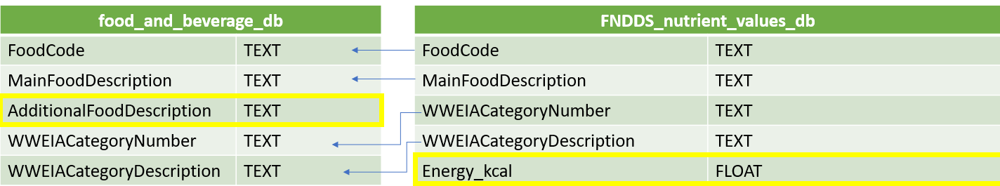 food_and_beverage_db
FoodCode TEXT
MainFoodDescription TEXT
AdditionalFoodDescription TEXT
WWEIACategoryNumber TEXT
WWEIACategoryDescription TEXT
FNDDS_nutrient_values_db
FoodCode TEXT
MainFoodDescription TEXT
WWEIACategoryNumber TEXT
WWEIACategoryDescription TEXT
Energy_kcal FLOAT